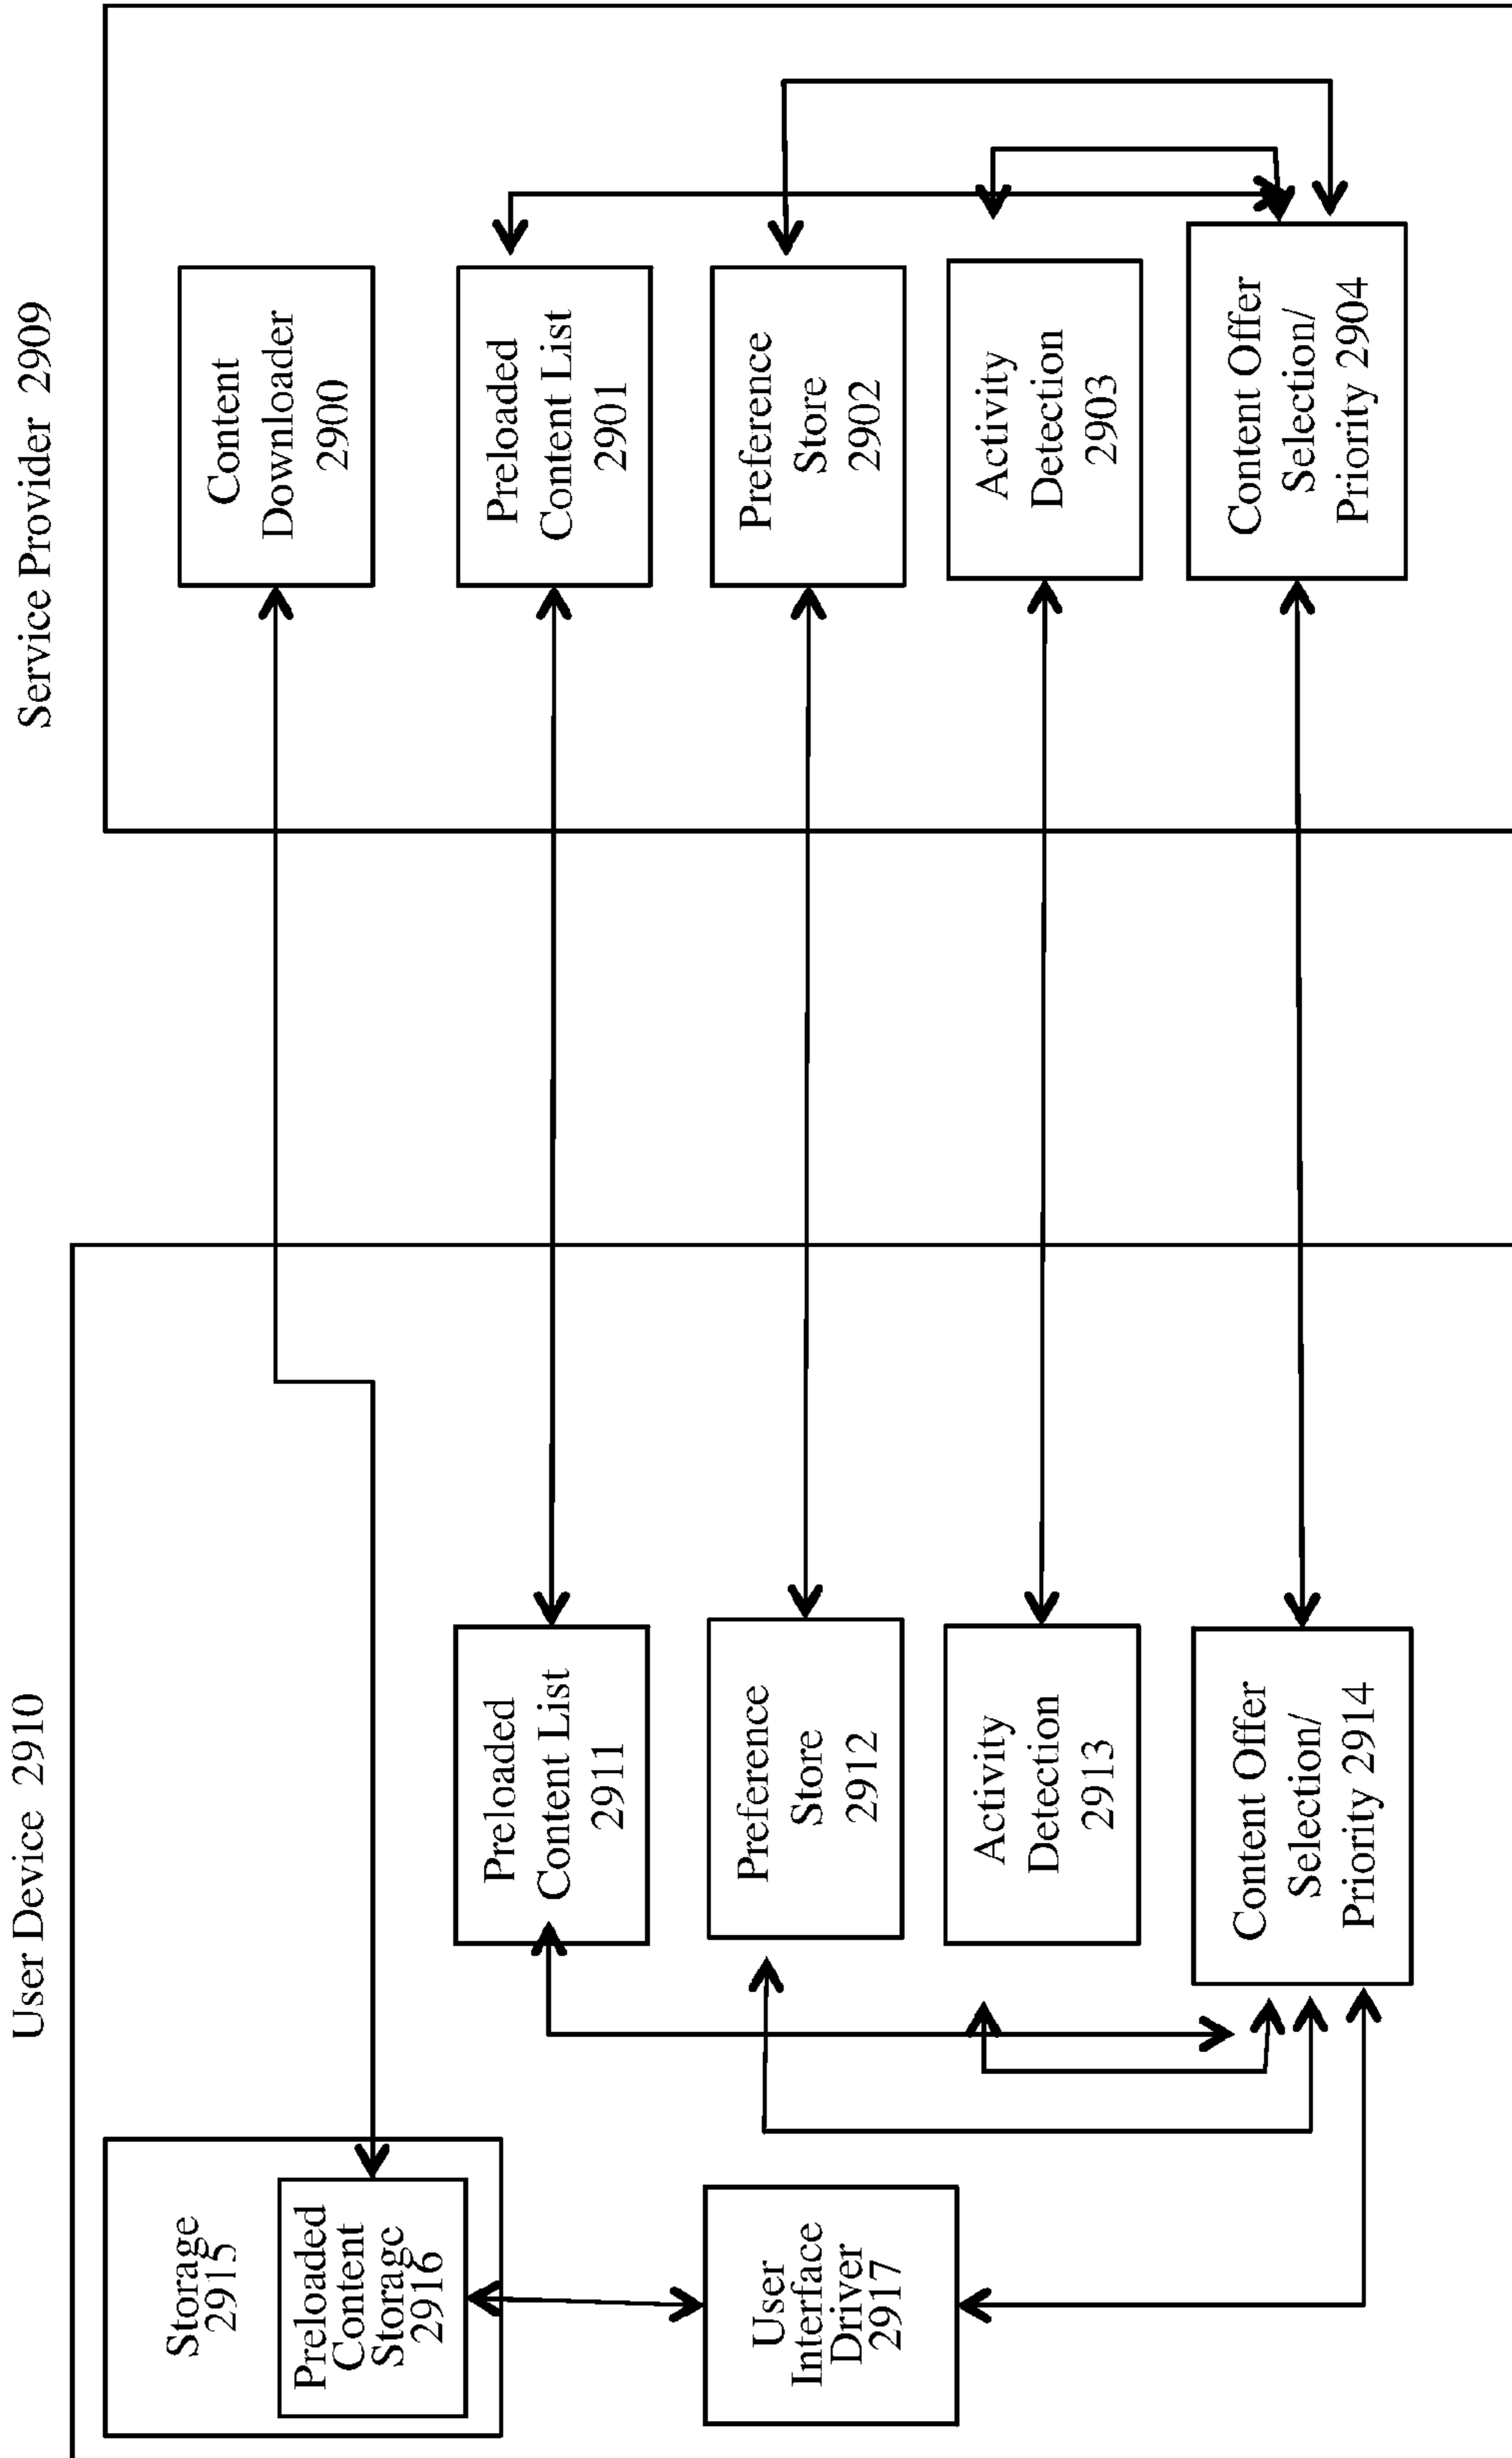 User Device 2910
Service Provider 2909
Storage
2915
Preloaded
Content
Storage
2916
User
Interface
Driver
2917
Preloaded
Content List
2911
Preference
Store
2912
Activity
Detection
2913
Content Offer
Selection/
Priority 2914
Content
Downloader
2900
Preloaded
Content List
2901
Preference
Store
2902
Activity
Detection
2903
Content Offer
Selection/
Priority 2904